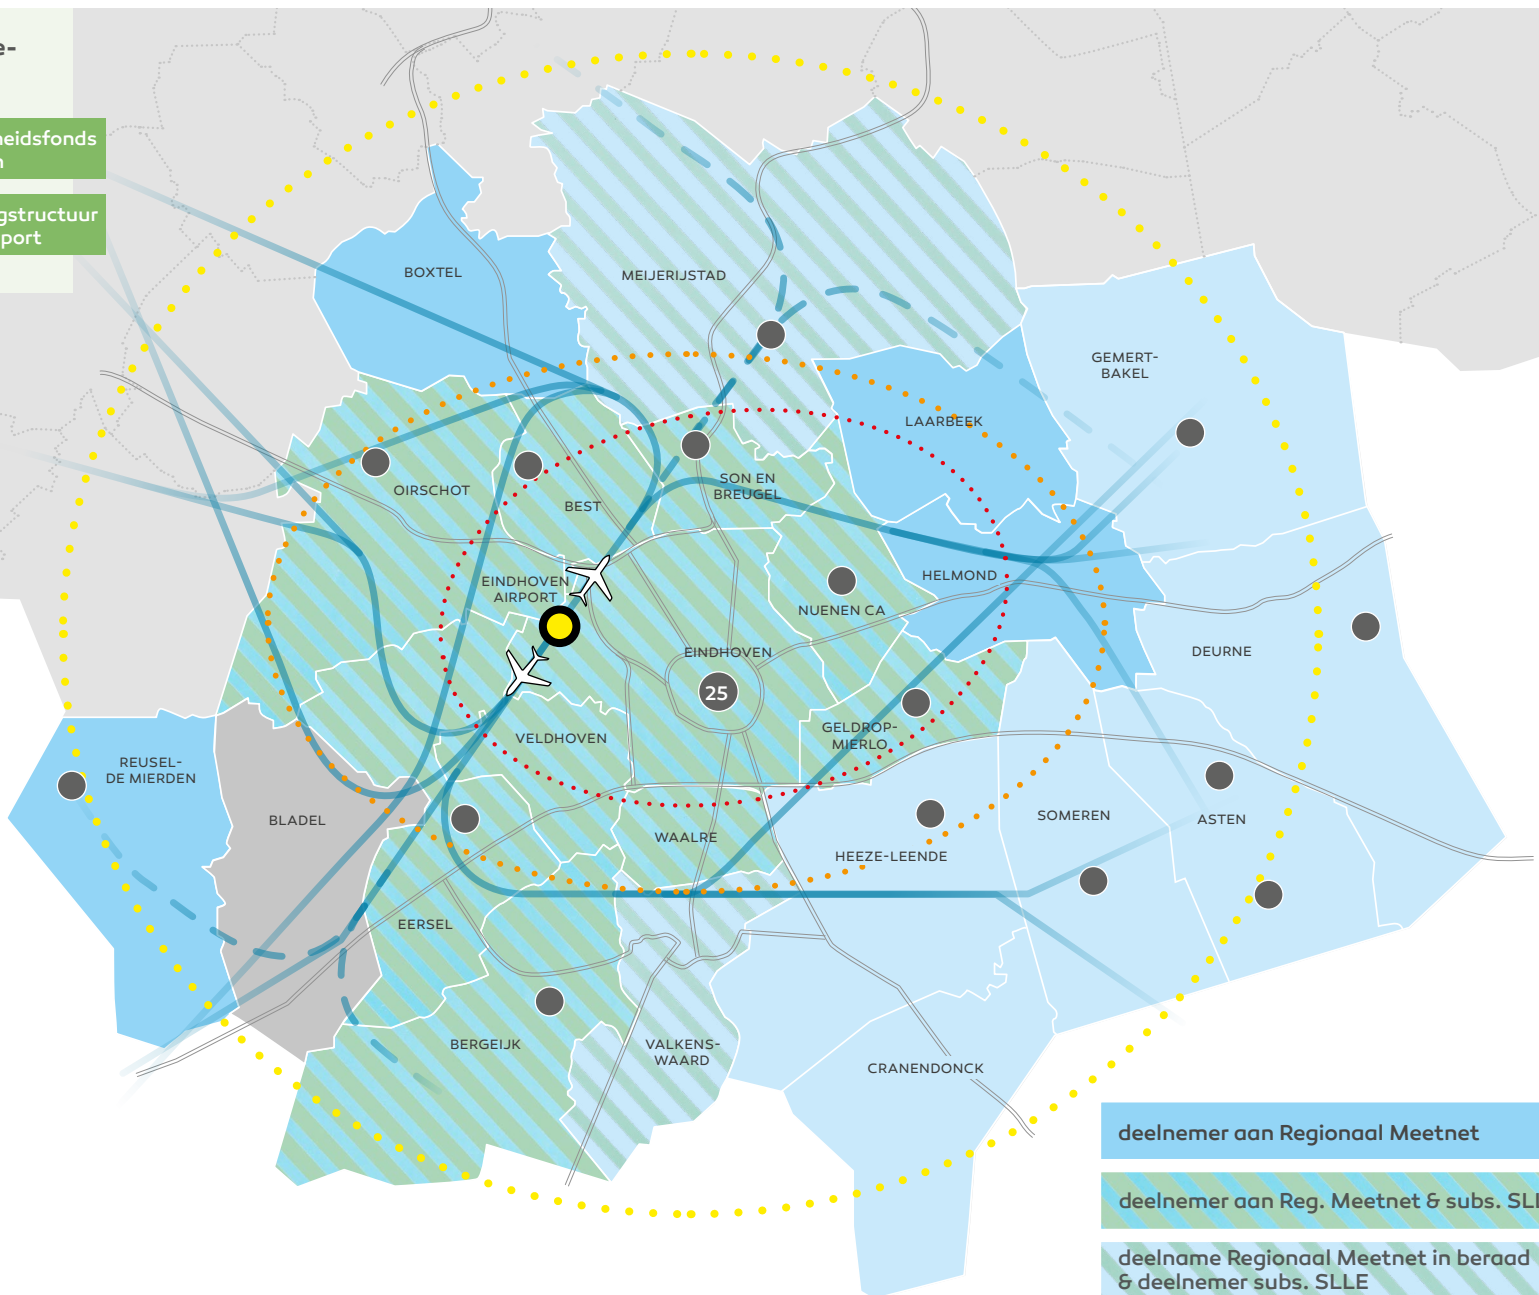 e-
eidsfonds
gstructuur
port
BOXTEL
MEIJERIJSTAD
GEMERT-
BAKEL
LAARBEEK
OIRSCHOT
BEST
SON EN
BREUGEL
EINDHOVEN
AIRPORT
HELMOND
NUENEN CA
EINDHOVEN
25
DEURNE
GELDROP-
MIERLO
VELDHOVEN
REUSEL-
DE MIERDEN
BLADEL
WAALRE
HEEZE-LEENDE
SOMEREN
ASTEN
EERSEL
BERGEIJK
VALKENS-
WAARD
CRANENDONCK
deelnemer aan Regionaal Meetnet
deelnemer aan Reg. Meetnet & subs. SLL
deelname Regionaal Meetnet in beraad
& deelnemer subs. SLLE